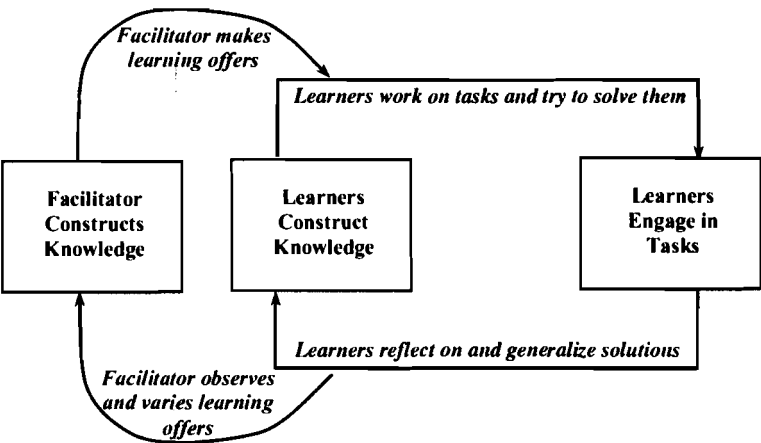 Facilitator makes
learning offers
Learners work on tasks and try to solve them
Facilitator
Constructs
Knowledge
Learners
Construct
Knowledge
Learners
Engage in
Tasks
Learners reflect on and generalize solutions
Facilitator observes
and varies learning
offers